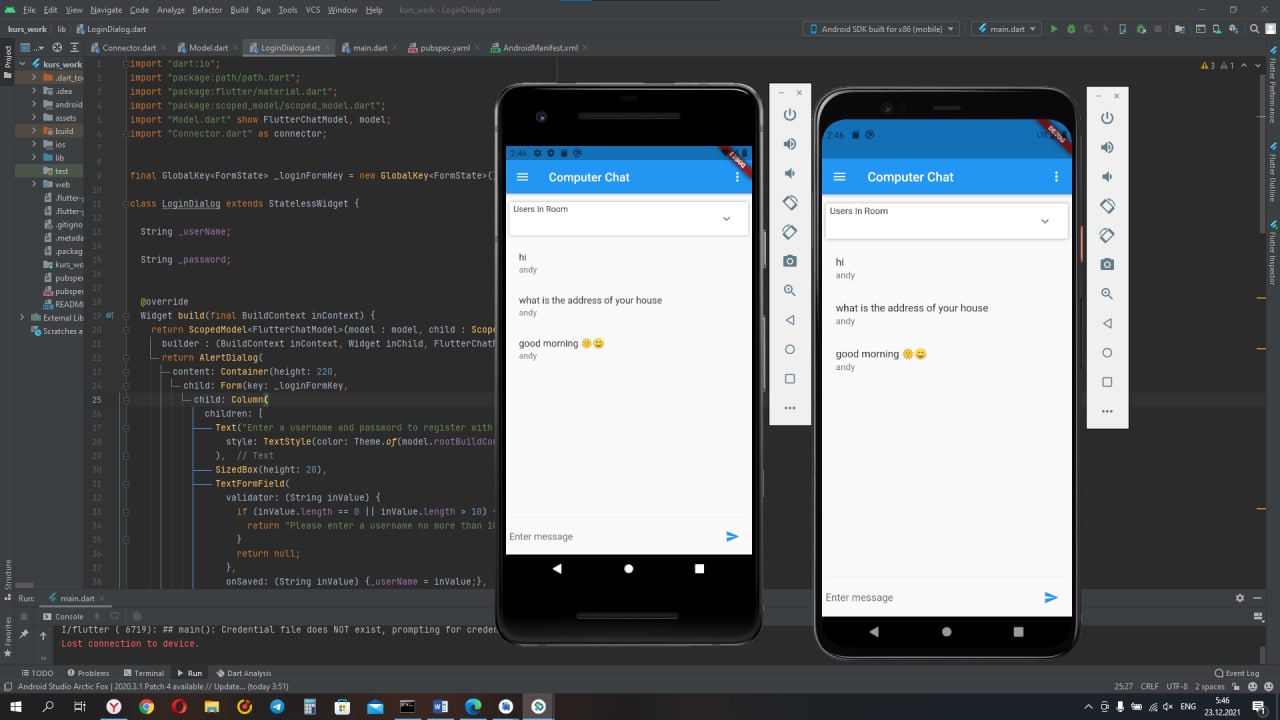 File Edit View Navigate Code Analyze Refactor Build Run Tools VCS Window Help kurs_work - LoginDialog.dart
kurs_work lib LoginDialog.dart Android SDK built for x86 (mobile) main.dart
Connector.dart Model.dart LoginDialog.dart main.dart pubspec.yaml AndroidManifest.xml
Project
kurs_work
.dart_to
.idea
android
assets
build
ios
lib
test
web
.flutter-
.flutter-p
.gitigno
.metada
.packag
kurs_wo
pubspe
pubspe
READM
External Lib
Scratches a
1 import "dart:io";
2 import "package:path/path.dart";
3 import "package:flutter/material.dart";
4 import "package:scoped_model/scoped_model.dart";
5 import "Model.dart" show FlutterChatModel, model;
6 import "Connector.dart" as connector;
7
8
9 final GlobalKey<FormState> _loginFormKey = new GlobalKey<FormState>(
10
11 class LoginDialog extends StatelessWidget {
12
13 String _userName;
14
15 String _password;
16
17
18 @override
19 Widget build(final BuildContext inContext) {
20 return ScopedModel<FlutterChatModel>(model : model, child : Scope
21 builder : (BuildContext inContext, Widget inChild, FlutterChatM
22 return AlertDialog(
23 content: Container(height: 220,
24 child: Form(key: _loginFormKey,
25 child: Column(
26 children: [
27 Text("Enter a username and password to register with
28 style: TextStyle(color: Theme.of(model.rootBuildCon
29 ), // Text
30 SizedBox(height: 20),
31 TextFormField(
32 validator: (String inValue) {
33 if (inValue.length == 0 || inValue.length > 10) {
34 return "Please enter a username no more than 10
35 }
36 return null;
37 },
38 onSaved: (String inValue) {_userName = inValue;},
3 1
Flutter Performance
Flutter Outline
Flutter Inspector
2:46
DEBUG
Computer Chat
Users In Room
hi
andy
what is the address of your house
andy
good morning 🌞😄
andy
Enter message
2:46 LTE
DEBUG
Computer Chat
Users In Room
hi
andy
what is the address of your house
andy
good morning 🌞😄
andy
Enter message
Structure
Favorites
Run: main.dart
Console
I/flutter ( 6719): ## main(): Credential file does NOT exist, prompting for creden
Lost connection to device.
TODO Problems Terminal Run Dart Analysis Event Log
Android Studio Arctic Fox | 2020.3.1 Patch 4 available // Update... (today 3:51) 25:27 CRLF UTF-8 2 spaces
ENG 5:46
23.12.2021